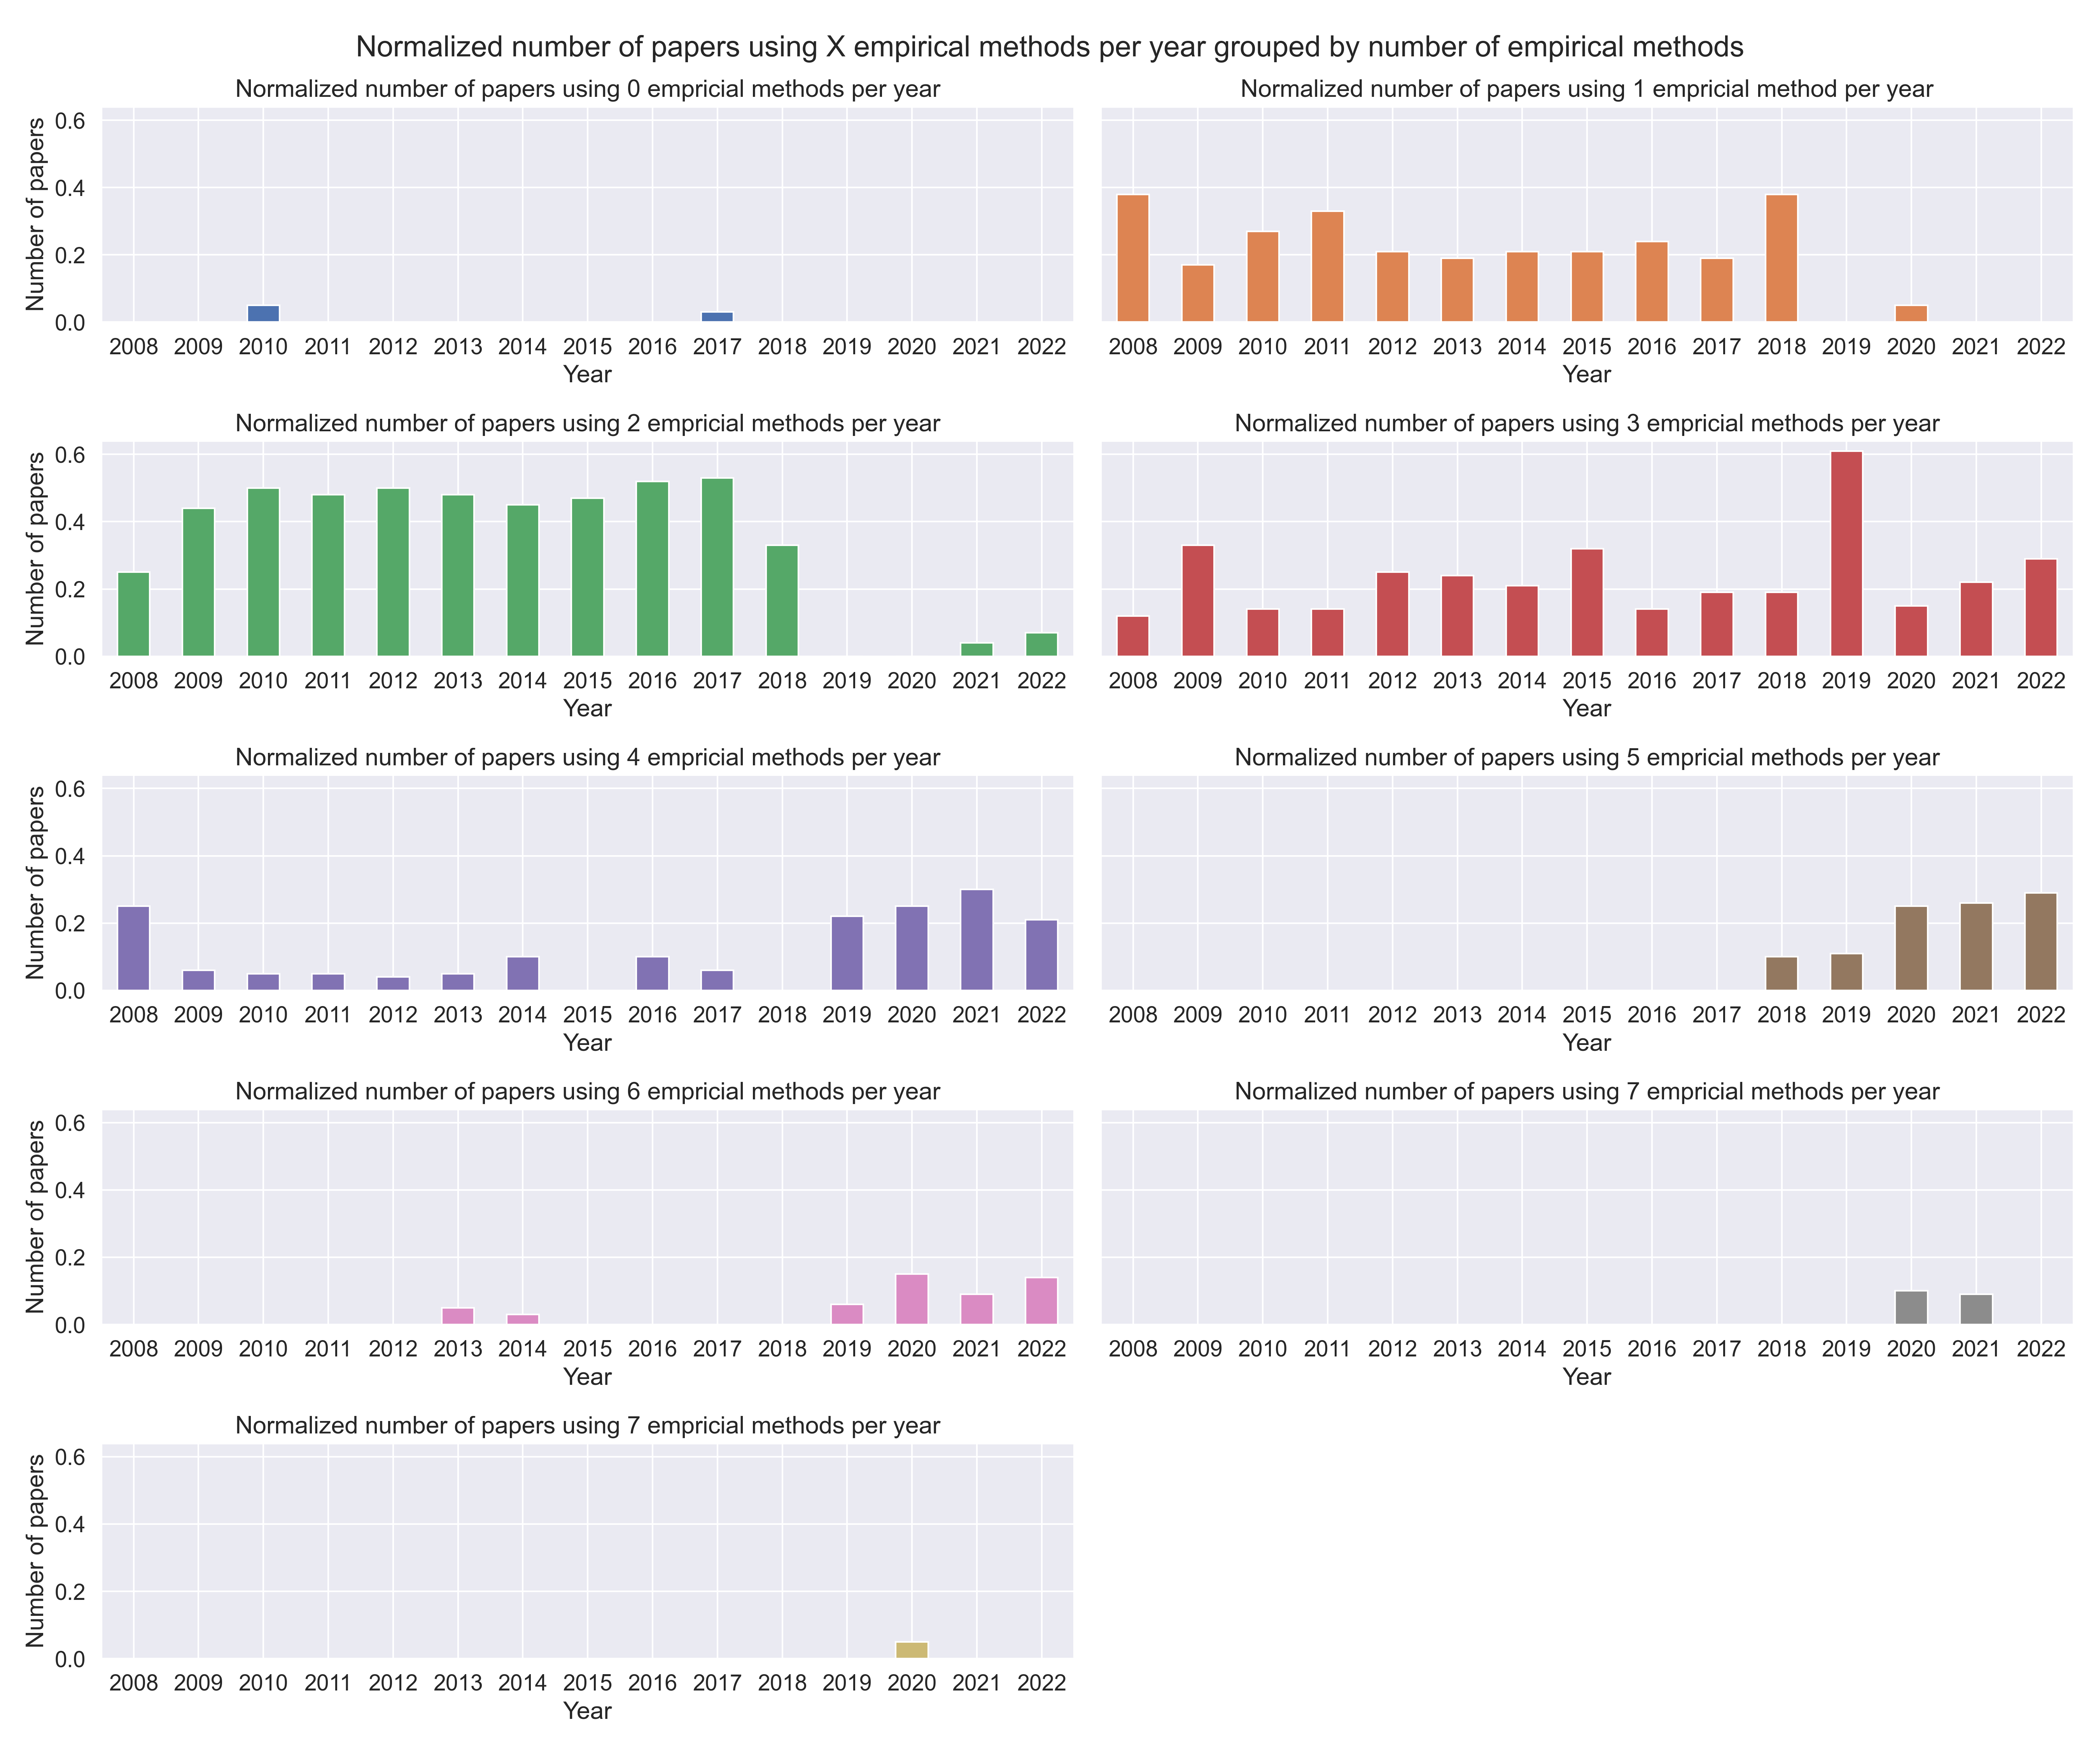 Normalized number of papers using X empirical methods per year grouped by number of empirical methods
Normalized number of papers using 0 empricial methods per year
Number of papers
0.6
0.4
0.2
0.0
2008 2009 2010 2011 2012 2013 2014 2015 2016 2017 2018 2019 2020 2021 2022
Year
Normalized number of papers using 1 empricial method per year
2008 2009 2010 2011 2012 2013 2014 2015 2016 2017 2018 2019 2020 2021 2022
Year
Normalized number of papers using 2 empricial methods per year
Number of papers
0.6
0.4
0.2
0.0
2008 2009 2010 2011 2012 2013 2014 2015 2016 2017 2018 2019 2020 2021 2022
Year
Normalized number of papers using 3 empricial methods per year
2008 2009 2010 2011 2012 2013 2014 2015 2016 2017 2018 2019 2020 2021 2022
Year
Normalized number of papers using 4 empricial methods per year
Number of papers
0.6
0.4
0.2
0.0
2008 2009 2010 2011 2012 2013 2014 2015 2016 2017 2018 2019 2020 2021 2022
Year
Normalized number of papers using 5 empricial methods per year
2008 2009 2010 2011 2012 2013 2014 2015 2016 2017 2018 2019 2020 2021 2022
Year
Normalized number of papers using 6 empricial methods per year
Number of papers
0.6
0.4
0.2
0.0
2008 2009 2010 2011 2012 2013 2014 2015 2016 2017 2018 2019 2020 2021 2022
Year
Normalized number of papers using 7 empricial methods per year
2008 2009 2010 2011 2012 2013 2014 2015 2016 2017 2018 2019 2020 2021 2022
Year
Normalized number of papers using 7 empricial methods per year
Number of papers
0.6
0.4
0.2
0.0
2008 2009 2010 2011 2012 2013 2014 2015 2016 2017 2018 2019 2020 2021 2022
Year